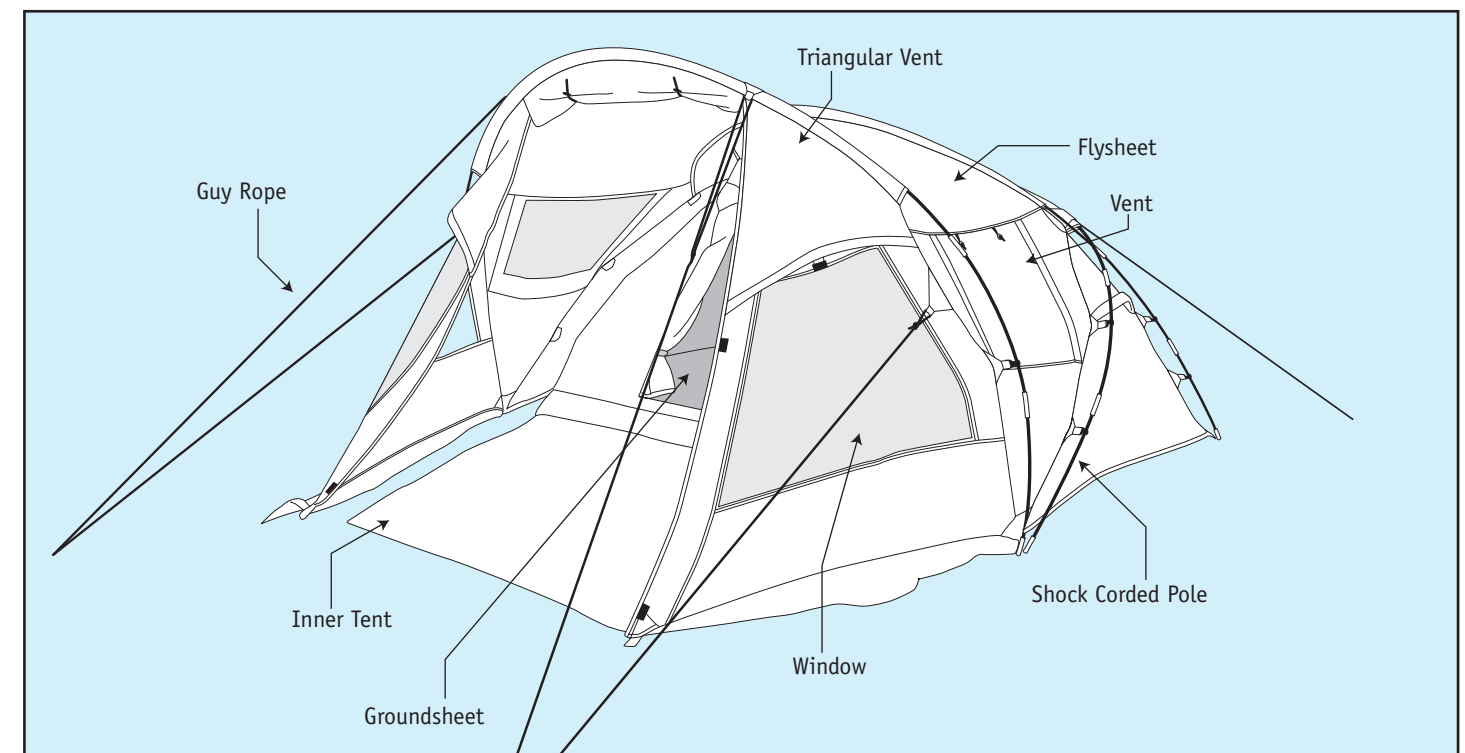 Triangular Vent
Flysheet
Guy Rope
Vent
Shock Corded Pole
Inner Tent
Window
Groundsheet